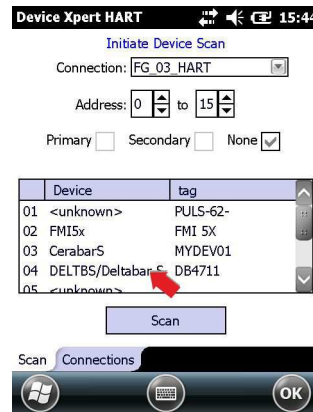 Device Xpert HART 15:44
Initiate Device Scan
Connection: FG_03_HART
Address: 0 to 15
Primary Secondary None
Device tag
01 <unknown> PULS-62-
02 FMI5x FMI 5X
03 CerabarS MYDEV01
04 DELTBS/Deltabar S DB4711
05 <unknown>
Scan
Scan Connections
OK